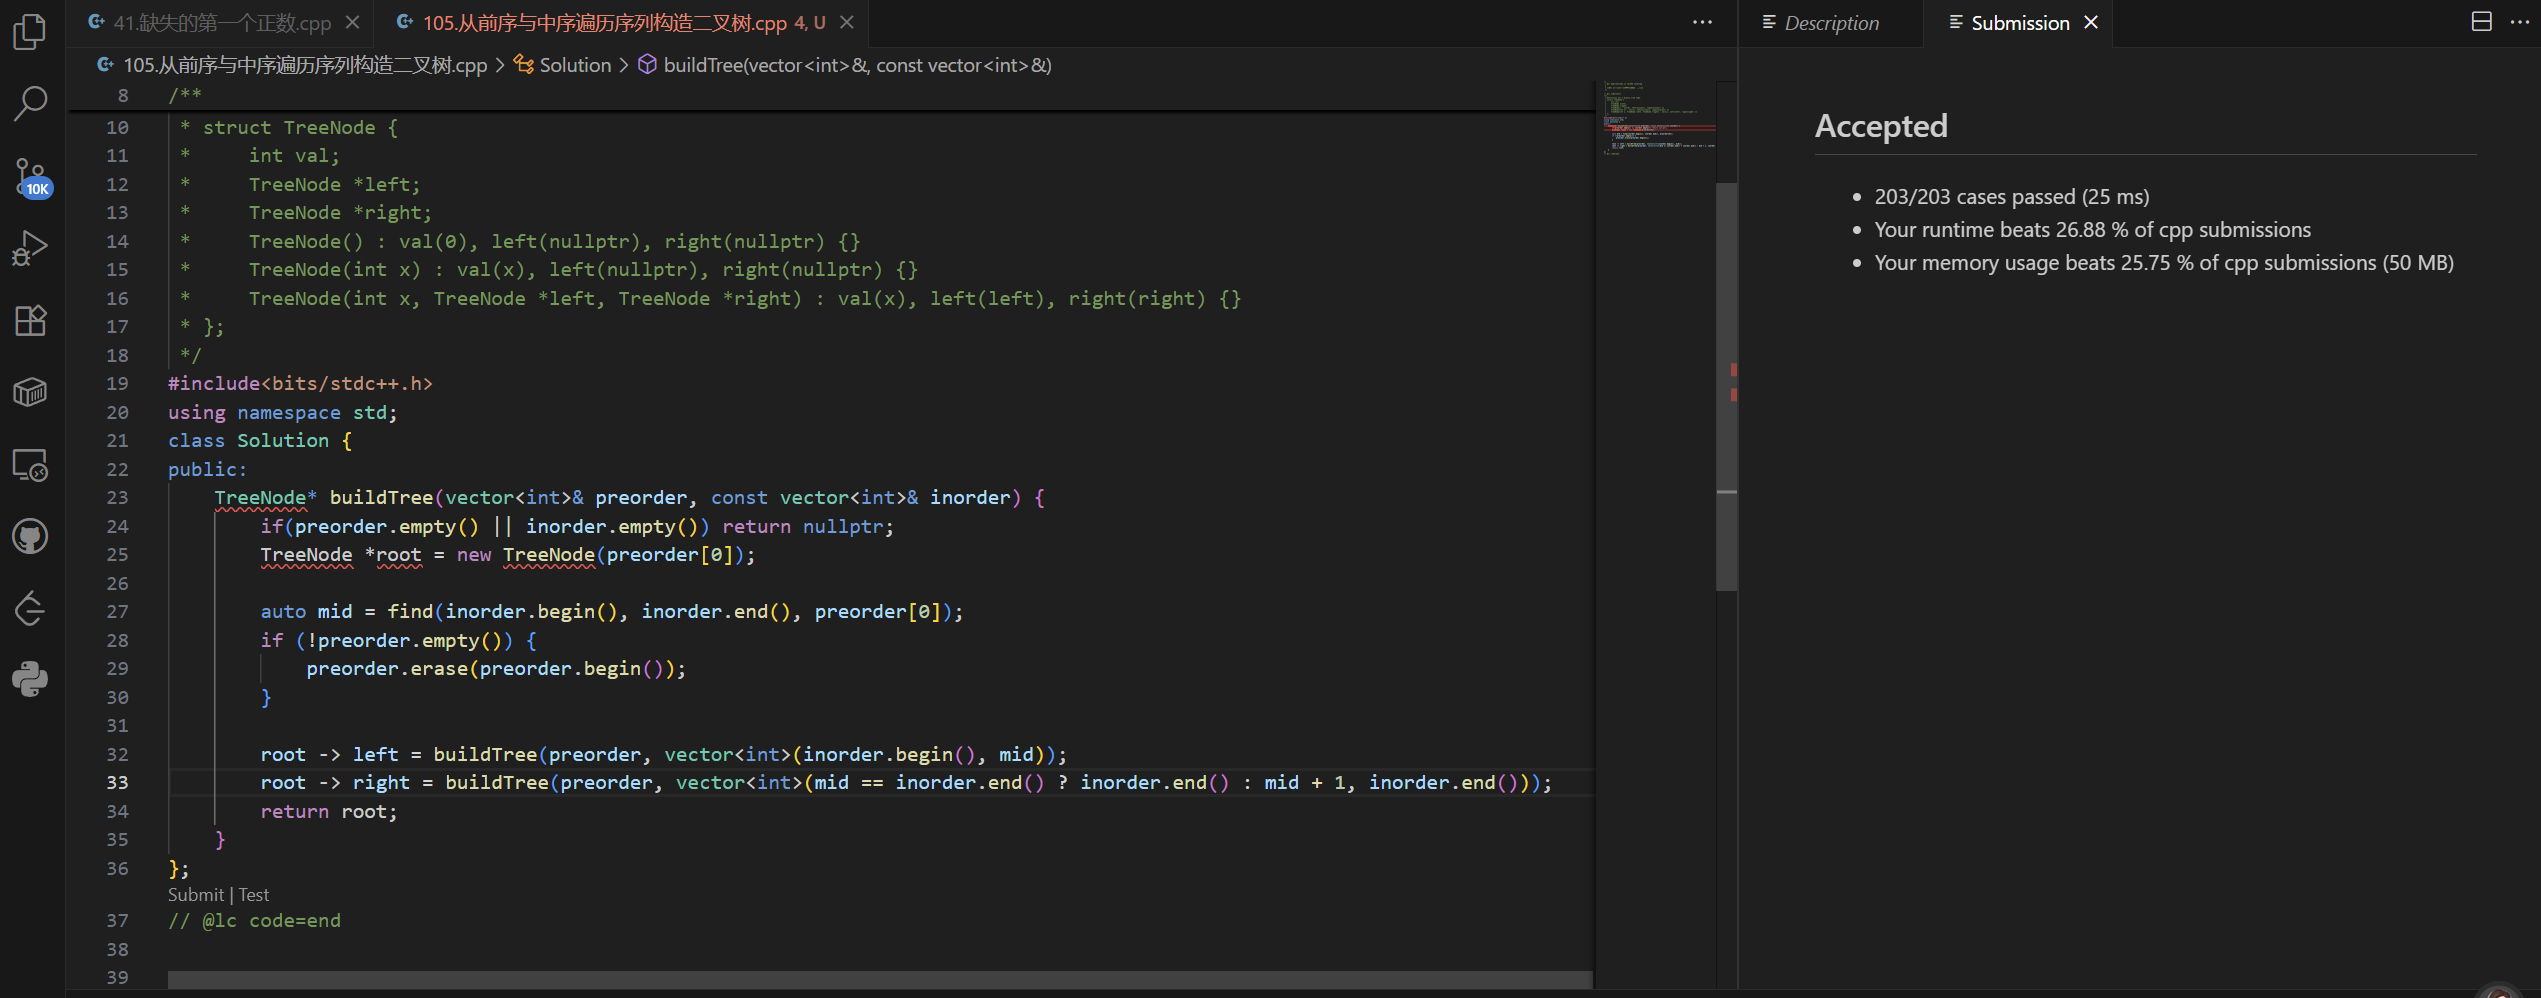 41.缺失的第一个正数.cpp
105.从前序与中序遍历序列构造二叉树.cpp 4, U
Description
Submission
105.从前序与中序遍历序列构造二叉树.cpp > Solution > buildTree(vector<int>&, const vector<int>&)
10K
8 /**
10 * struct TreeNode {
11 *     int val;
12 *     TreeNode *left;
13 *     TreeNode *right;
14 *     TreeNode() : val(0), left(nullptr), right(nullptr) {}
15 *     TreeNode(int x) : val(x), left(nullptr), right(nullptr) {}
16 *     TreeNode(int x, TreeNode *left, TreeNode *right) : val(x), left(left), right(right) {}
17 * };
18 */
19 #include<bits/stdc++.h>
20 using namespace std;
21 class Solution {
22 public:
23     TreeNode* buildTree(vector<int>& preorder, const vector<int>& inorder) {
24         if(preorder.empty() || inorder.empty()) return nullptr;
25         TreeNode *root = new TreeNode(preorder[0]);
26
27         auto mid = find(inorder.begin(), inorder.end(), preorder[0]);
28         if (!preorder.empty()) {
29             preorder.erase(preorder.begin());
30         }
31
32         root -> left = buildTree(preorder, vector<int>(inorder.begin(), mid));
33         root -> right = buildTree(preorder, vector<int>(mid == inorder.end() ? inorder.end() : mid + 1, inorder.end()));
34         return root;
35     }
36 };
Submit | Test
37 // @lc code=end
38
39
Accepted
• 203/203 cases passed (25 ms)
• Your runtime beats 26.88 % of cpp submissions
• Your memory usage beats 25.75 % of cpp submissions (50 MB)